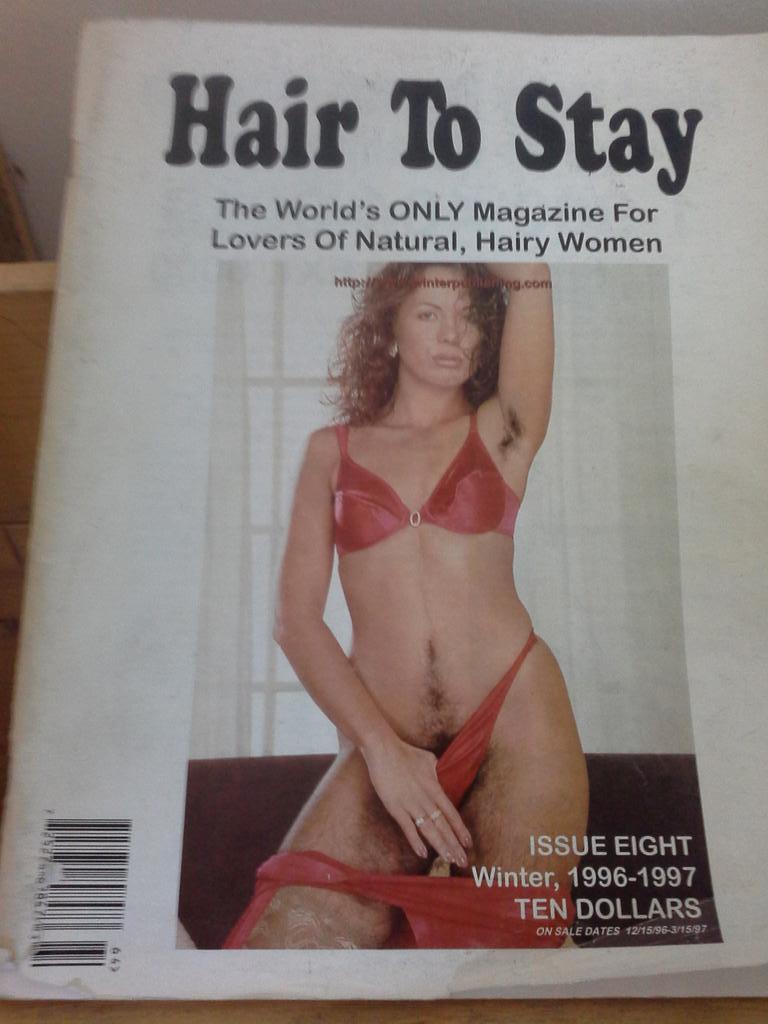 Hair To Stay
The World's ONLY Magazine For
Lovers Of Natural, Hairy Women
ISSUE EIGHT
Winter, 1996-1997
TEN DOLLARS
ON SALE DATES 12/15/96-3/15/97